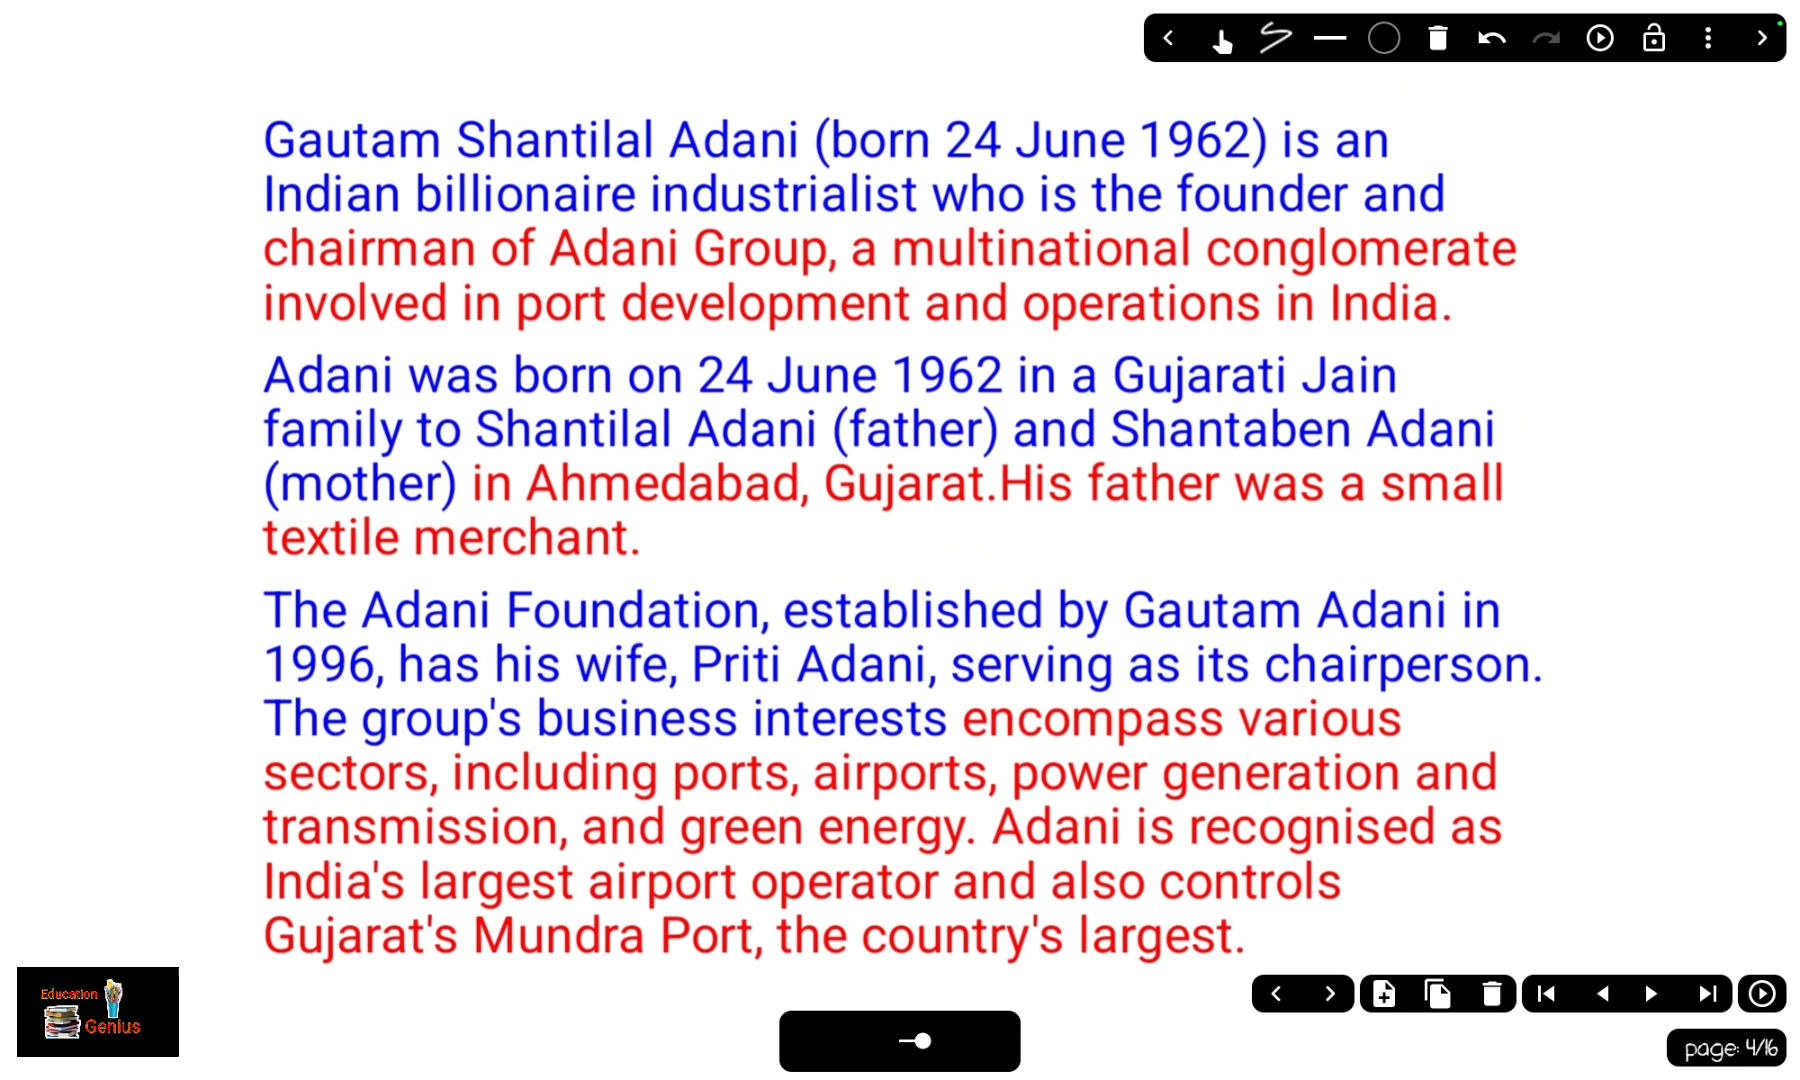 Gautam Shantilal Adani (born 24 June 1962) is an
Indian billionaire industrialist who is the founder and
chairman of Adani Group, a multinational conglomerate
involved in port development and operations in India.
Adani was born on 24 June 1962 in a Gujarati Jain
family to Shantilal Adani (father) and Shantaben Adani
(mother) in Ahmedabad, Gujarat.His father was a small
textile merchant.
The Adani Foundation, established by Gautam Adani in
1996, has his wife, Priti Adani, serving as its chairperson.
The group's business interests encompass various
sectors, including ports, airports, power generation and
transmission, and green energy. Adani is recognised as
India's largest airport operator and also controls
Gujarat's Mundra Port, the country's largest.
Education
Genius
page: 4/16